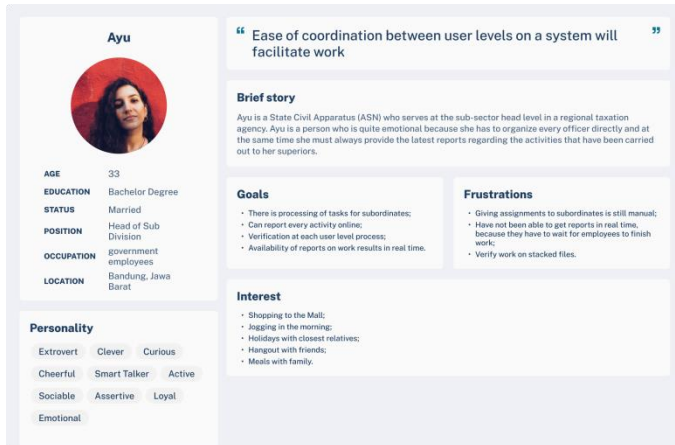 Ayu
AGE 33
EDUCATION Bachelor Degree
STATUS Married
POSITION Head of Sub
Division
OCCUPATION government
employees
LOCATION Bandung, Jawa
Barat
Personality
Extrovert Clever Curious
Cheerful Smart Talker Active
Sociable Assertive Loyal
Emotional
“ Ease of coordination between user levels on a system will ”
facilitate work
Brief story
Ayu is a State Civil Apparatus (ASN) who serves at the sub-sector head level in a regional taxation
agency. Ayu is a person who is quite emotional because she has to organize every officer directly and at
the same time she must always provide the latest reports regarding the activities that have been carried
out to her superiors.
Goals
• There is processing of tasks for subordinates;
• Can report every activity online;
• Verification at each user level process;
• Availability of reports on work results in real time.
Frustrations
• Giving assignments to subordinates is still manual;
• Have not been able to get reports in real time,
because they have to wait for employees to finish
work;
• Verify work on stacked files.
Interest
• Shopping to the Mall;
• Jogging in the morning;
• Holidays with closest relatives;
• Hangout with friends;
• Meals with family.